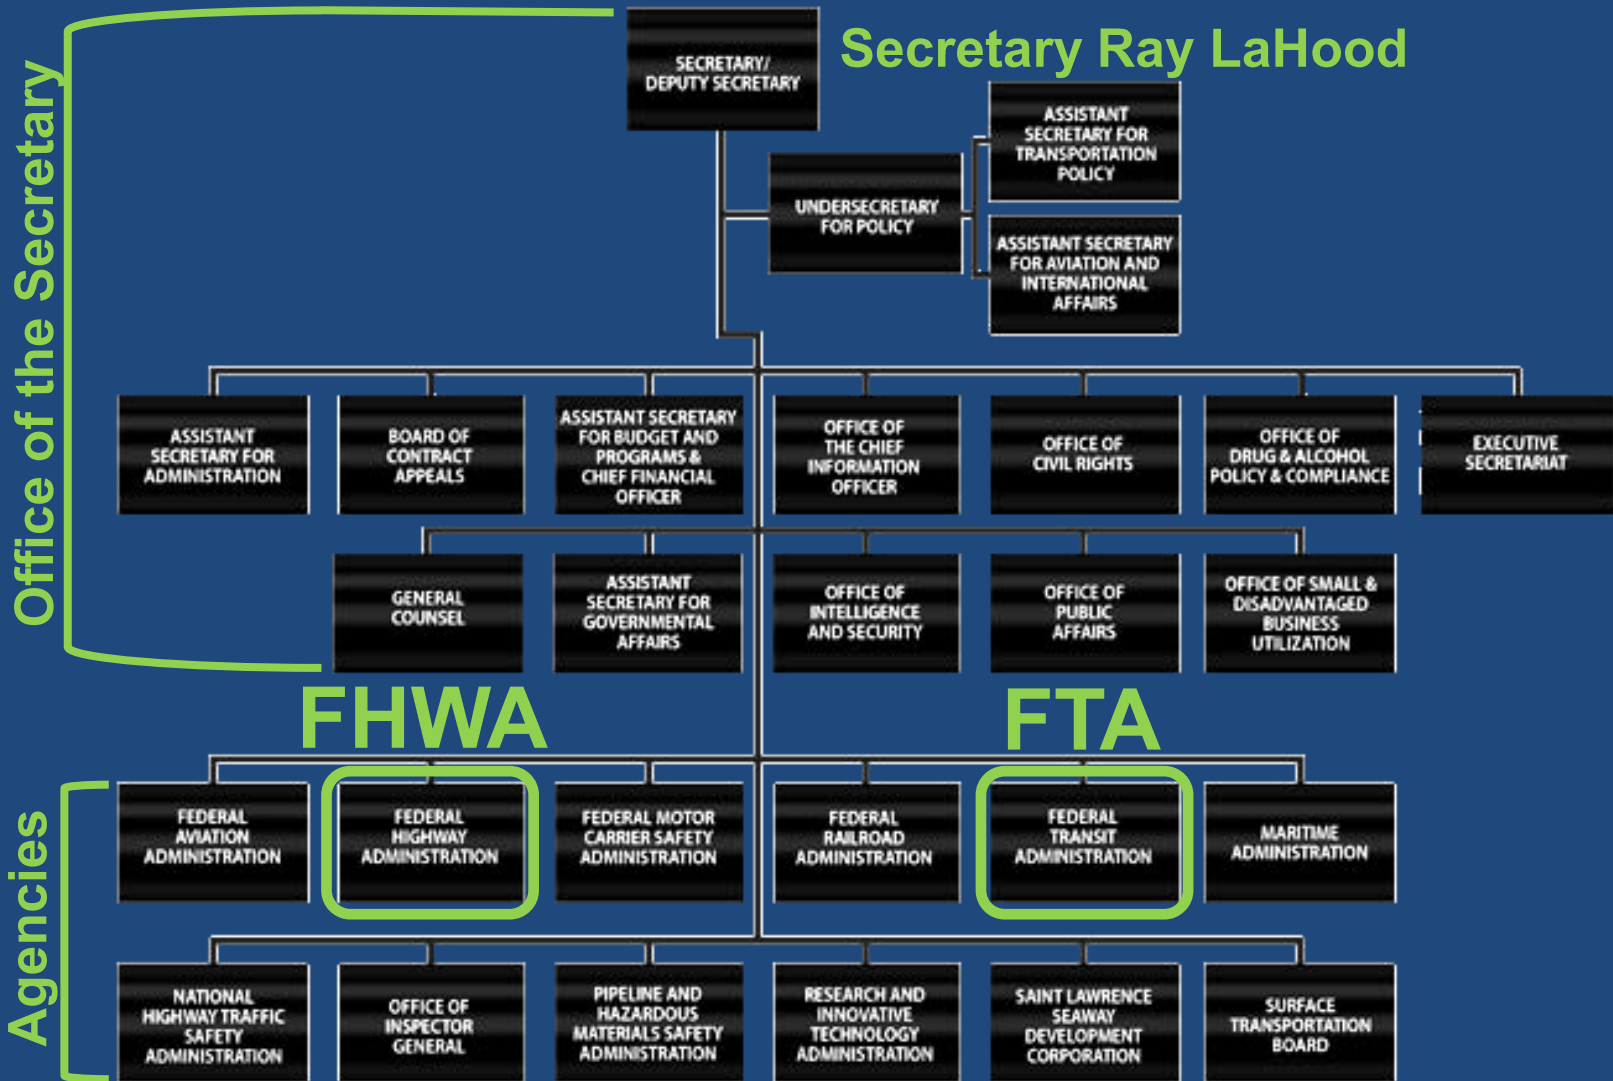 Office of the Secretary
SECRETARY/
DEPUTY SECRETARY
Secretary Ray LaHood
UNDERSECRETARY
FOR POLICY
ASSISTANT
SECRETARY FOR
TRANSPORTATION
POLICY
ASSISTANT SECRETARY
FOR AVIATION AND
INTERNATIONAL
AFFAIRS
ASSISTANT
SECRETARY FOR
ADMINISTRATION
BOARD OF
CONTRACT
APPEALS
ASSISTANT SECRETARY
FOR BUDGET AND
PROGRAMS &
CHIEF FINANCIAL
OFFICER
OFFICE OF
THE CHIEF
INFORMATION
OFFICER
OFFICE OF
CIVIL RIGHTS
OFFICE OF
DRUG & ALCOHOL
POLICY & COMPLIANCE
EXECUTIVE
SECRETARIAT
GENERAL
COUNSEL
ASSISTANT
SECRETARY FOR
GOVERNMENTAL
AFFAIRS
OFFICE OF
INTELLIGENCE
AND SECURITY
OFFICE OF
PUBLIC
AFFAIRS
OFFICE OF SMALL &
DISADVANTAGED
BUSINESS
UTILIZATION
FHWA
FTA
Agencies
FEDERAL
AVIATION
ADMINISTRATION
FEDERAL
HIGHWAY
ADMINISTRATION
FEDERAL MOTOR
CARRIER SAFETY
ADMINISTRATION
FEDERAL
RAILROAD
ADMINISTRATION
FEDERAL
TRANSIT
ADMINISTRATION
MARITIME
ADMINISTRATION
NATIONAL
HIGHWAY TRAFFIC
SAFETY
ADMINISTRATION
OFFICE OF
INSPECTOR
GENERAL
PIPELINE AND
HAZARDOUS
MATERIALS SAFETY
ADMINISTRATION
RESEARCH AND
INNOVATIVE
TECHNOLOGY
ADMINISTRATION
SAINT LAWRENCE
SEAWAY
DEVELOPMENT
CORPORATION
SURFACE
TRANSPORTATION
BOARD